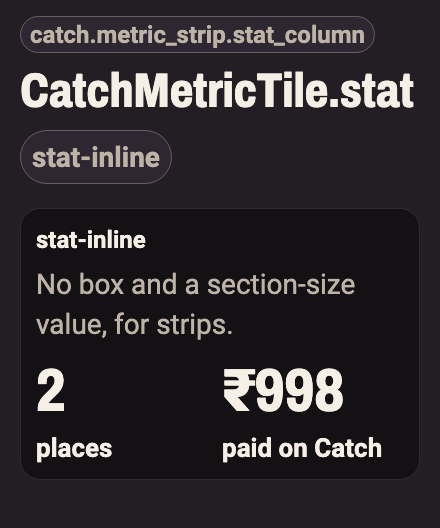 catch.metric_strip.stat_column
CatchMetricTile.stat
stat-inline
stat-inline
No box and a section-size
value, for strips.
2 ₹998
places paid on Catch